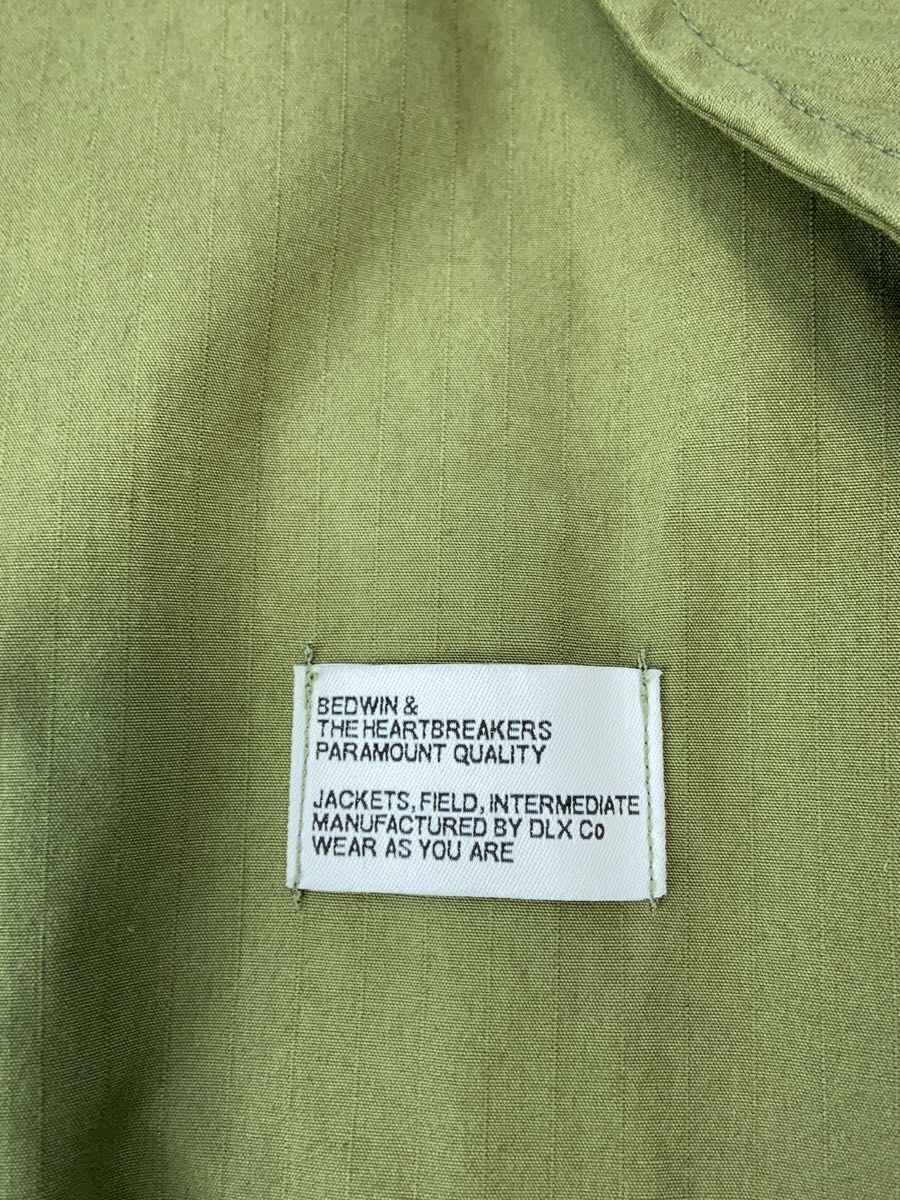 BEDWIN &
THE HEARTBREAKERS
PARAMOUNT QUALITY
JACKETS, FIELD, INTERMEDIATE
MANUFACTURED BY DLX Co
WEAR AS YOU ARE